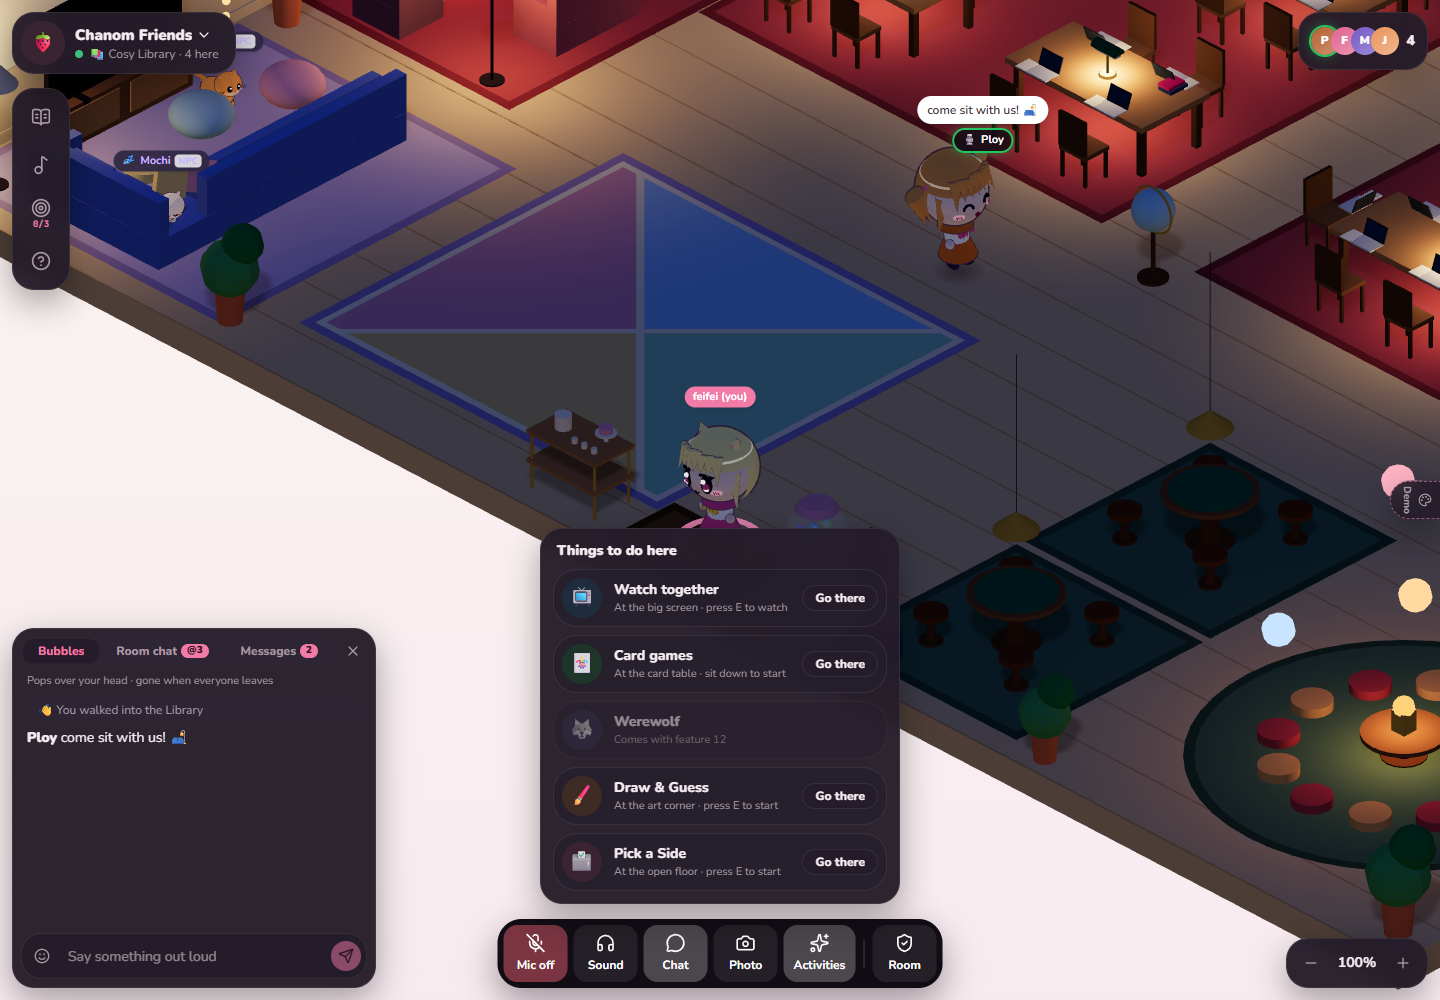 Chanom Friends
Cosy Library · 4 here
NPC
0/3
Mochi NPC
P F M J 4
come sit with us!
Ploy
feifei (you)
Demo
Things to do here
Watch together
At the big screen · press E to watch
Go there
Card games
At the card table · sit down to start
Go there
Werewolf
Comes with feature 12
Draw & Guess
At the art corner · press E to start
Go there
Pick a Side
At the open floor · press E to start
Go there
Bubbles
Room chat @3
Messages 2
Pops over your head · gone when everyone leaves
You walked into the Library
Ploy come sit with us!
Say something out loud
Mic off
Sound
Chat
Photo
Activities
Room
100%